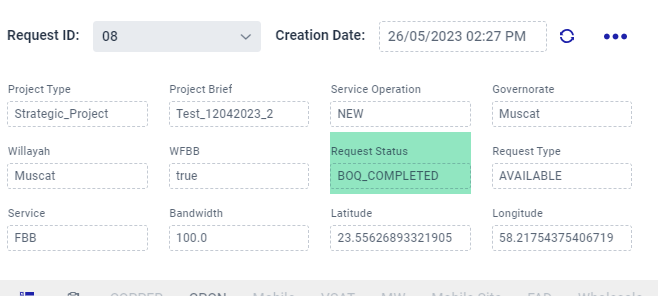 Request ID: 08 Creation Date: 26/05/2023 02:27 PM
Project Type Project Brief Service Operation Governorate
Strategic_Project Test_12042023_2 NEW Muscat
Willayah WFBB Request Status Request Type
Muscat true BOQ_COMPLETED AVAILABLE
Service Bandwidth Latitude Longitude
FBB 100.0 23.55626893321905 58.21754375406719
COPPER GPON Mobile VSAT MW Mobile Site FAD Wholesale